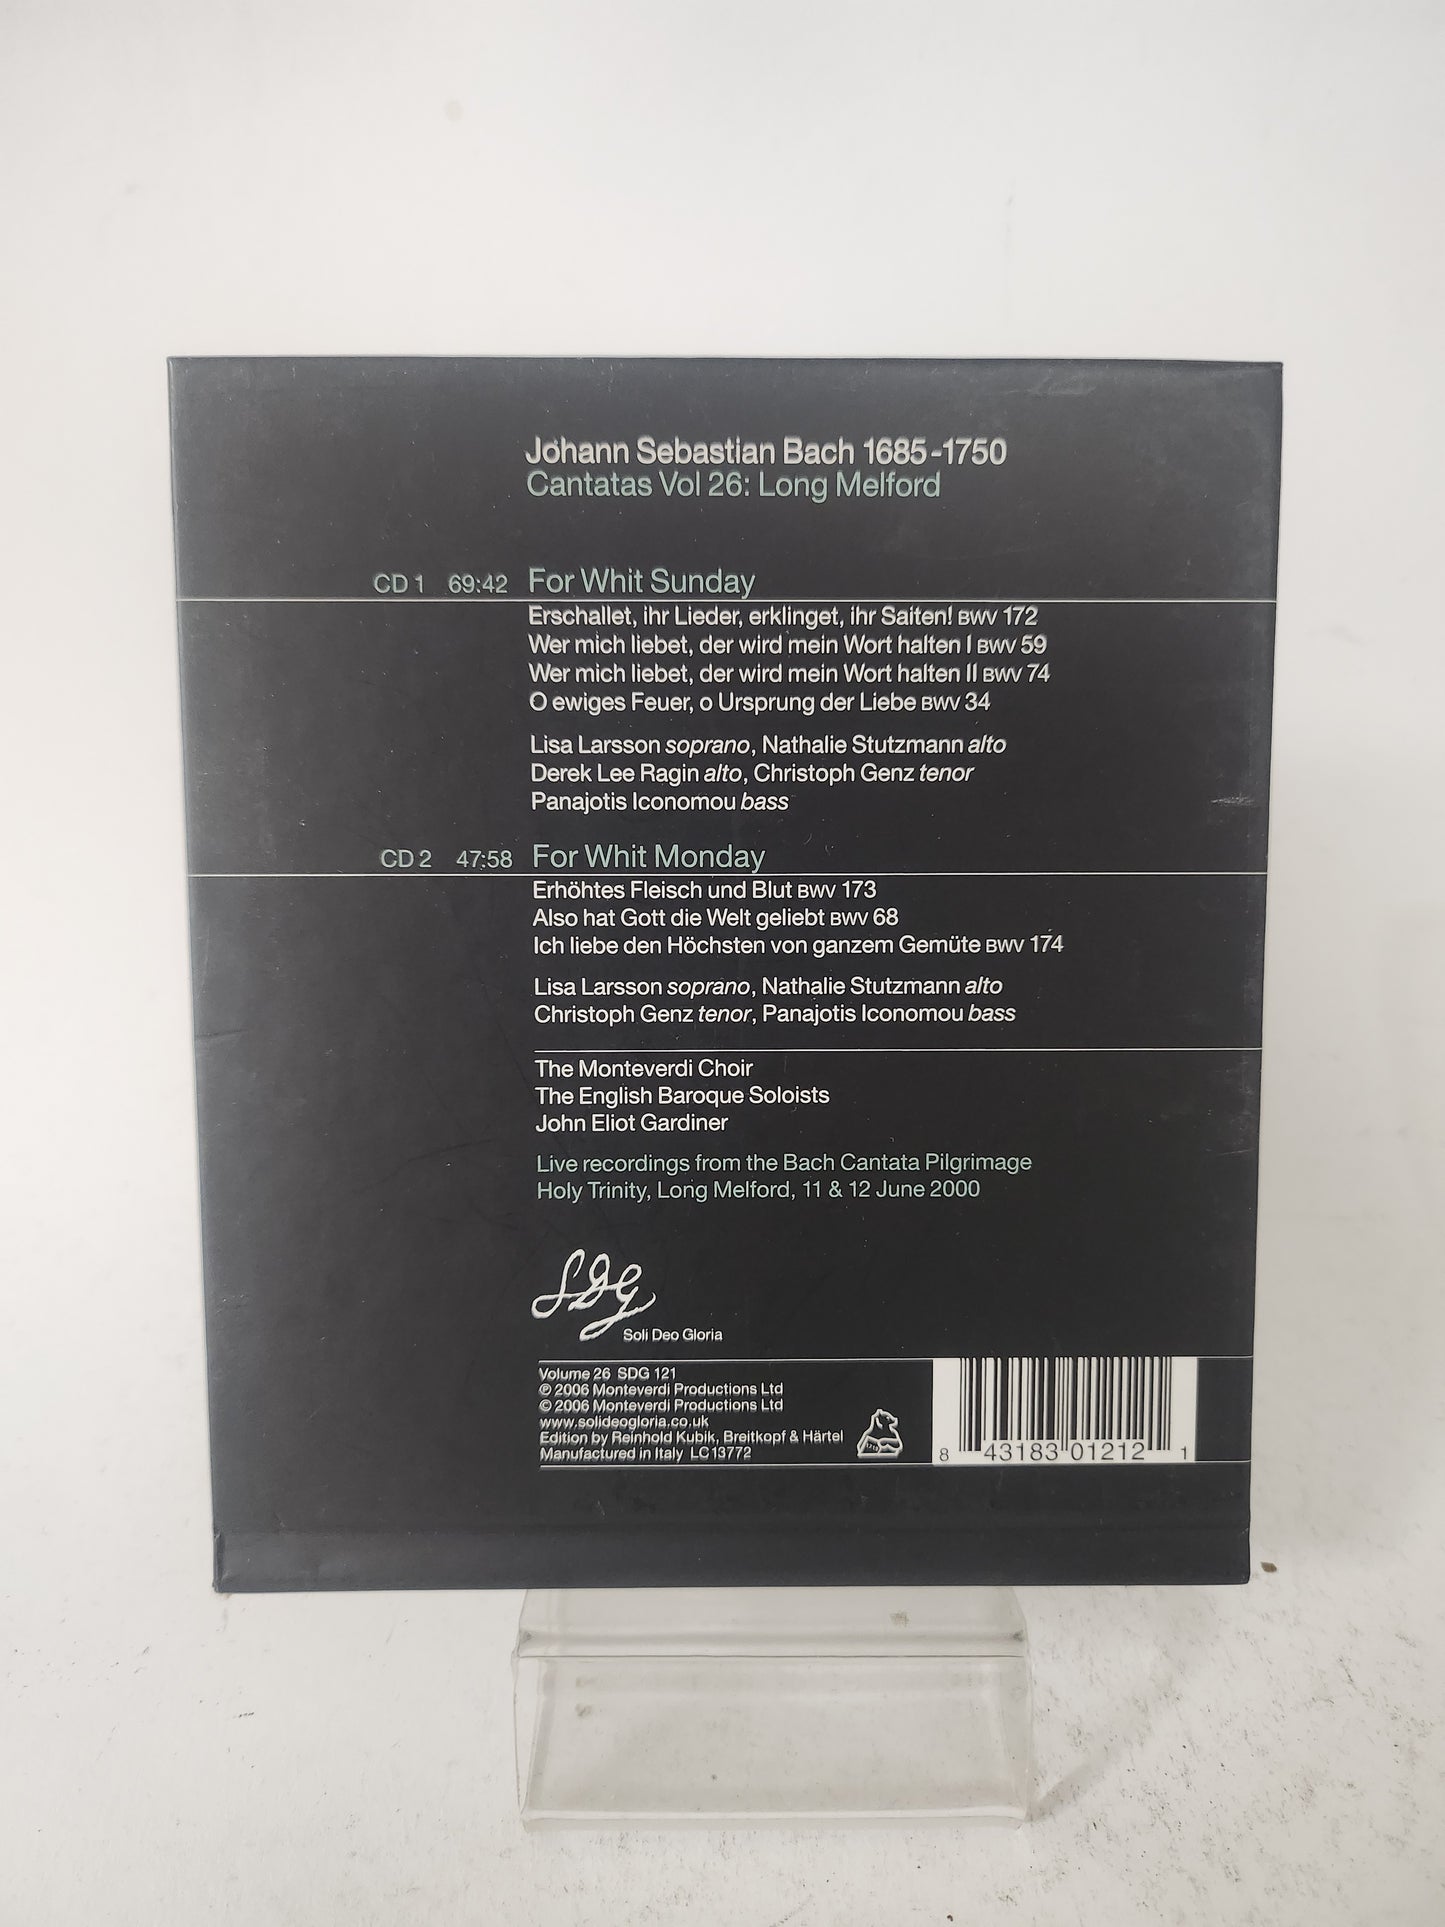 Johann Sebastian Bach 1685-1750
Cantatas Vol 26: Long Melford
CD 1 69:42 For Whit Sunday
Erschallet, ihr Lieder, erklinget, ihr Saiten! BWV 172
Wer mich liebet, der wird mein Wort halten I BWV 59
Wer mich liebet, der wird mein Wort halten II BWV 74
O ewiges Feuer, o Ursprung der Liebe BWV 34
Lisa Larsson soprano, Nathalie Stutzmann alto
Derek Lee Ragin alto, Christoph Genz tenor
Panajotis Iconomou bass
CD 2 47:58 For Whit Monday
Erhöhtes Fleisch und Blut BWV 173
Also hat Gott die Welt geliebt BWV 68
Ich liebe den Höchsten von ganzem Gemüte BWV 174
Lisa Larsson soprano, Nathalie Stutzmann alto
Christoph Genz tenor, Panajotis Iconomou bass
The Monteverdi Choir
The English Baroque Soloists
John Eliot Gardiner
Live recordings from the Bach Cantata Pilgrimage
Holy Trinity, Long Melford, 11 & 12 June 2000
SDG
Soli Deo Gloria
Volume 26 SDG 121
℗ 2006 Monteverdi Productions Ltd
© 2006 Monteverdi Productions Ltd
www.solideogloria.co.uk
Edition by Reinhold Kubik, Breitkopf & Härtel
Manufactured in Italy LC13772
1719
8 43183 01212 1